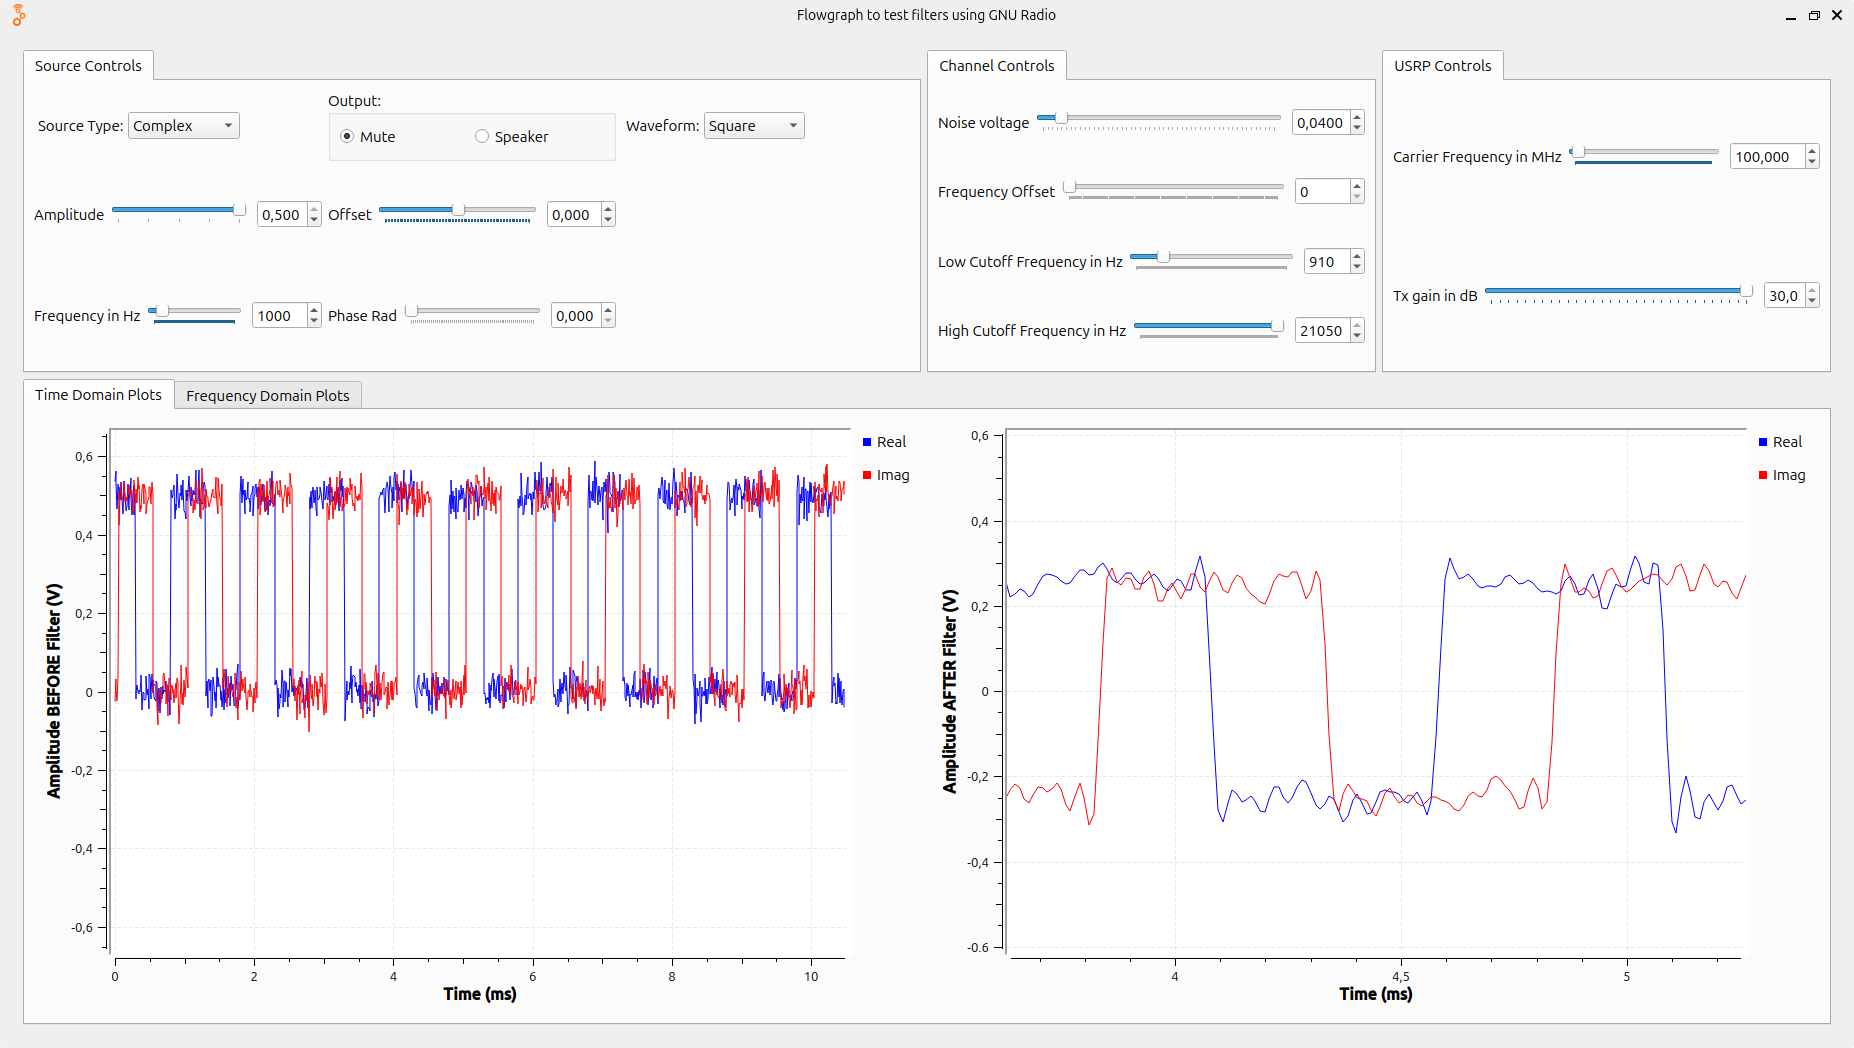 Flowgraph to test filters using GNU Radio
Source Controls
Source Type: Complex
Output:
Mute
Speaker
Waveform: Square
Amplitude 0,500
Offset 0,000
Frequency in Hz 1000
Phase Rad 0,000
Channel Controls
Noise voltage 0,0400
Frequency Offset 0
Low Cutoff Frequency in Hz 910
High Cutoff Frequency in Hz 21050
USRP Controls
Carrier Frequency in MHz 100,000
Tx gain in dB 30,0
Time Domain Plots
Frequency Domain Plots
Amplitude BEFORE Filter (V)
0,6
0,4
0,2
0
-0,2
-0,4
-0,6
0 2 4 6 8 10
Time (ms)
Real
Imag
Amplitude AFTER Filter (V)
0,6
0,4
0,2
0
-0,2
-0,4
-0.6
4 4,5 5
Time (ms)
Real
Imag